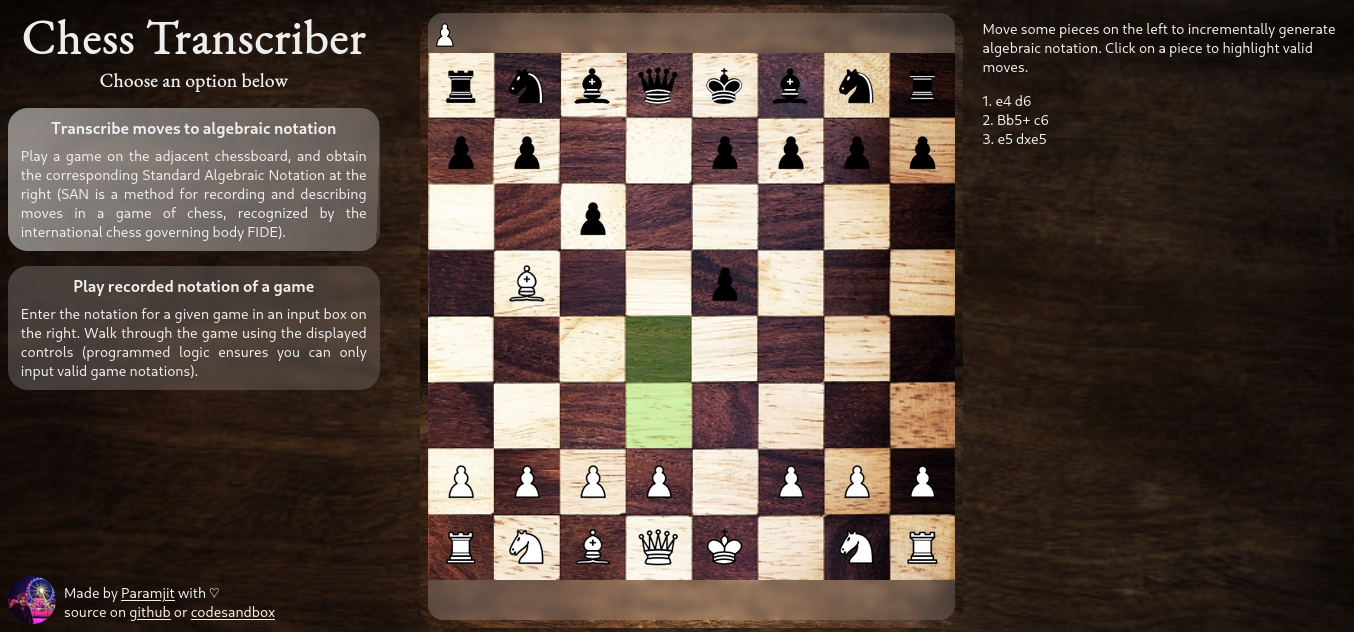 Chess Transcriber
Choose an option below
Transcribe moves to algebraic notation
Play a game on the adjacent chessboard, and obtain
the corresponding Standard Algebraic Notation at the
right (SAN is a method for recording and describing
moves in a game of chess, recognized by the
international chess governing body FIDE).
Play recorded notation of a game
Enter the notation for a given game in an input box on
the right. Walk through the game using the displayed
controls (programmed logic ensures you can only
input valid game notations).
Made by Paramjit with ♡
source on github or codesandbox
Move some pieces on the left to incrementally generate
algebraic notation. Click on a piece to highlight valid
moves.
1. e4 d6
2. Bb5+ c6
3. e5 dxe5